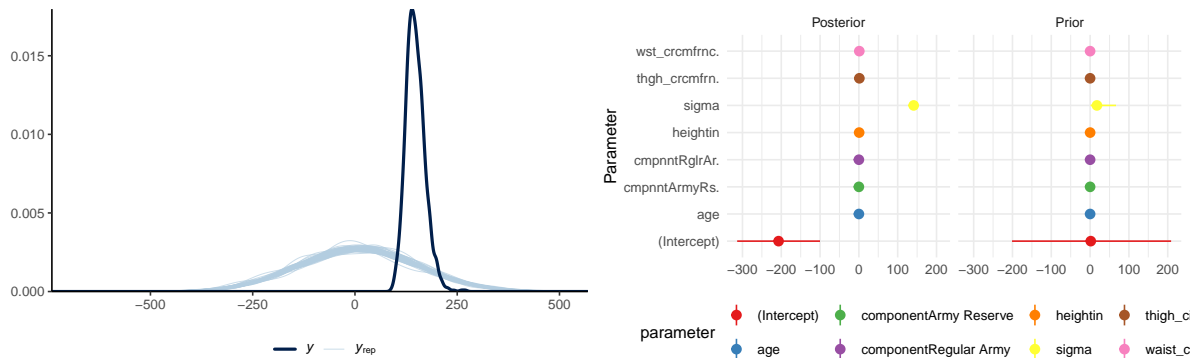 0.015
0.010
0.005
0.000
−500
−250
0
250
500
y
yrep
Posterior
Prior
Parameter
wst_crcmfrnc.
thgh_crcmfrn.
sigma
heightin
cmpnntRglrAr.
cmpnntArmyRs.
age
(Intercept)
−300 −200 −100 0 100 200
−300 −200 −100 0 100 200
parameter
(Intercept)
componentArmy Reserve
heightin
thigh_ci
age
componentRegular Army
sigma
waist_c